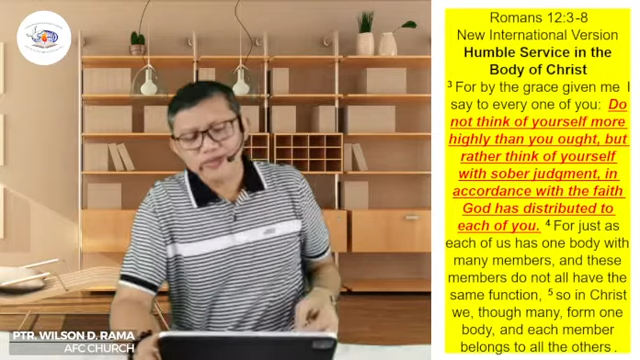 Romans 12:3-8
New International Version
Humble Service in the
Body of Christ
3 For by the grace given me I
say to every one of you: Do
not think of yourself more
highly than you ought, but
rather think of yourself
with sober judgment, in
accordance with the faith
God has distributed to
each of you. 4 For just as
each of us has one body with
many members, and these
members do not all have the
same function, 5 so in Christ
we, though many, form one
body, and each member
belongs to all the others .
PTR. WILSON D. RAMA
AFC CHURCH